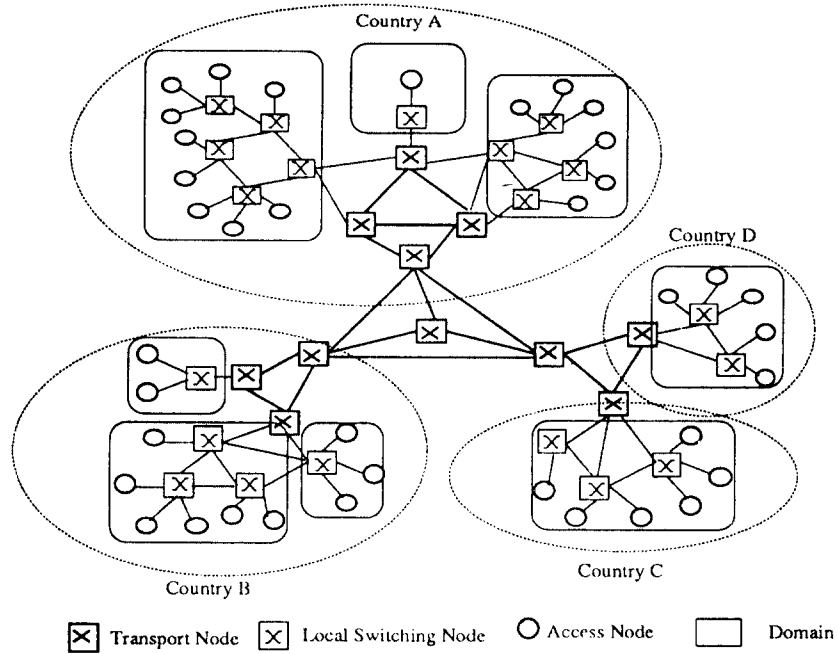 Country A
Country D
Country B
Country C
Transport Node
Local Switching Node
Access Node
Domain